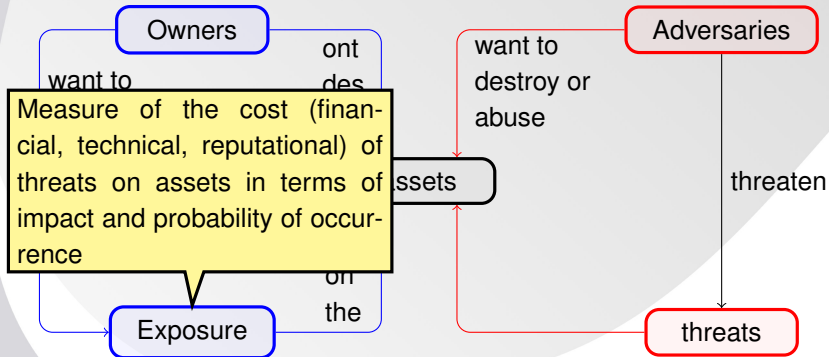 Owners
Adversaries
want to
ont
des
want to
destroy or
abuse
Measure of the cost (finan-
cial, technical, reputational) of
threats on assets in terms of
impact and probability of occur-
rence
ssets
threaten
on
the
Exposure
threats